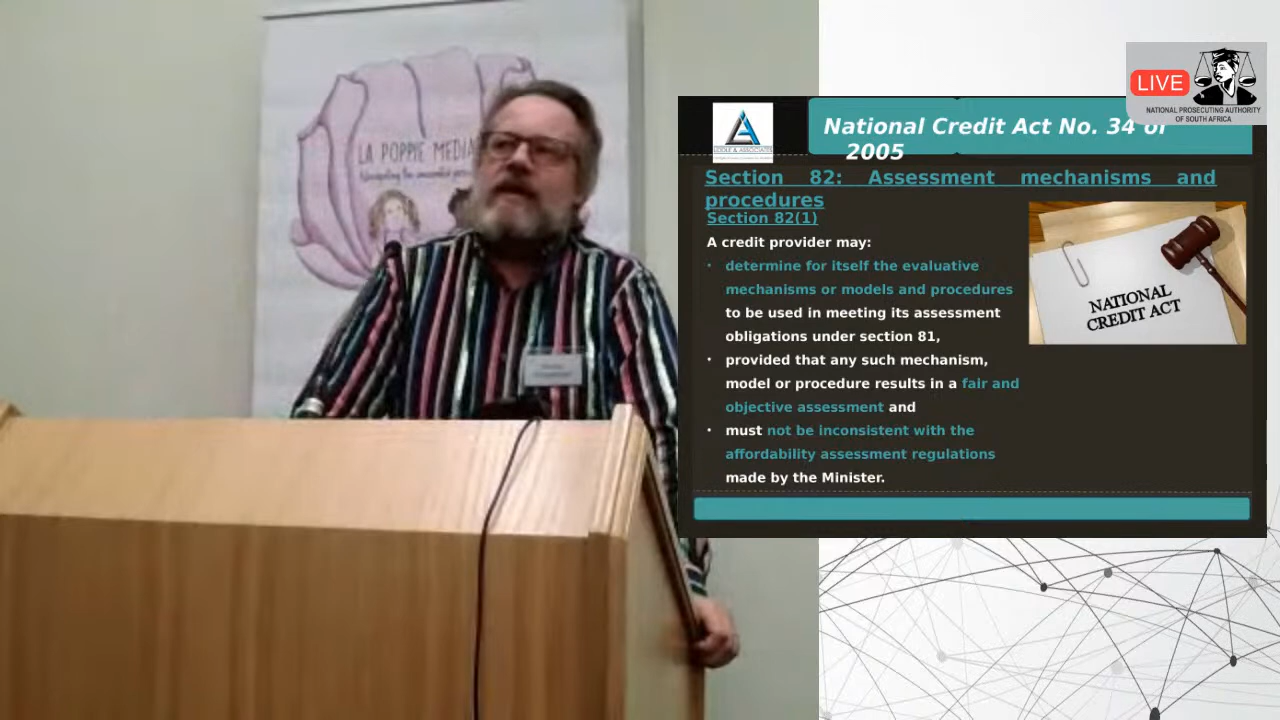 LA POPPIE MEDIA
LIVE
NATIONAL PROSECUTING AUTHORITY
OF SOUTH AFRICA
National Credit Act No. 34 of
2005
Section 82: Assessment mechanisms and
procedures
Section 82(1)
A credit provider may:
• determine for itself the evaluative
mechanisms or models and procedures
to be used in meeting its assessment
obligations under section 81,
• provided that any such mechanism,
model or procedure results in a fair and
objective assessment and
• must not be inconsistent with the
affordability assessment regulations
made by the Minister.
NATIONAL
CREDIT ACT